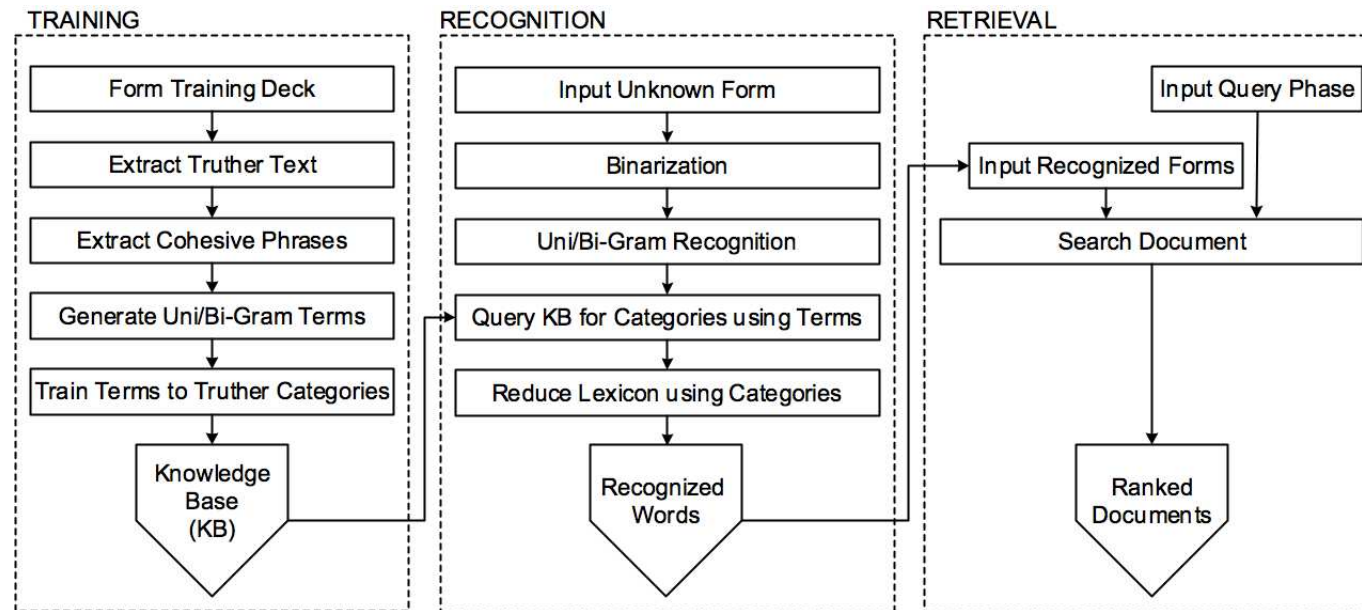 TRAINING
Form Training Deck
Extract Truther Text
Extract Cohesive Phrases
Generate Uni/Bi-Gram Terms
Train Terms to Truther Categories
Knowledge
Base
(KB)
RECOGNITION
Input Unknown Form
Binarization
Uni/Bi-Gram Recognition
Query KB for Categories using Terms
Reduce Lexicon using Categories
Recognized
Words
RETRIEVAL
Input Query Phase
Input Recognized Forms
Search Document
Ranked
Documents